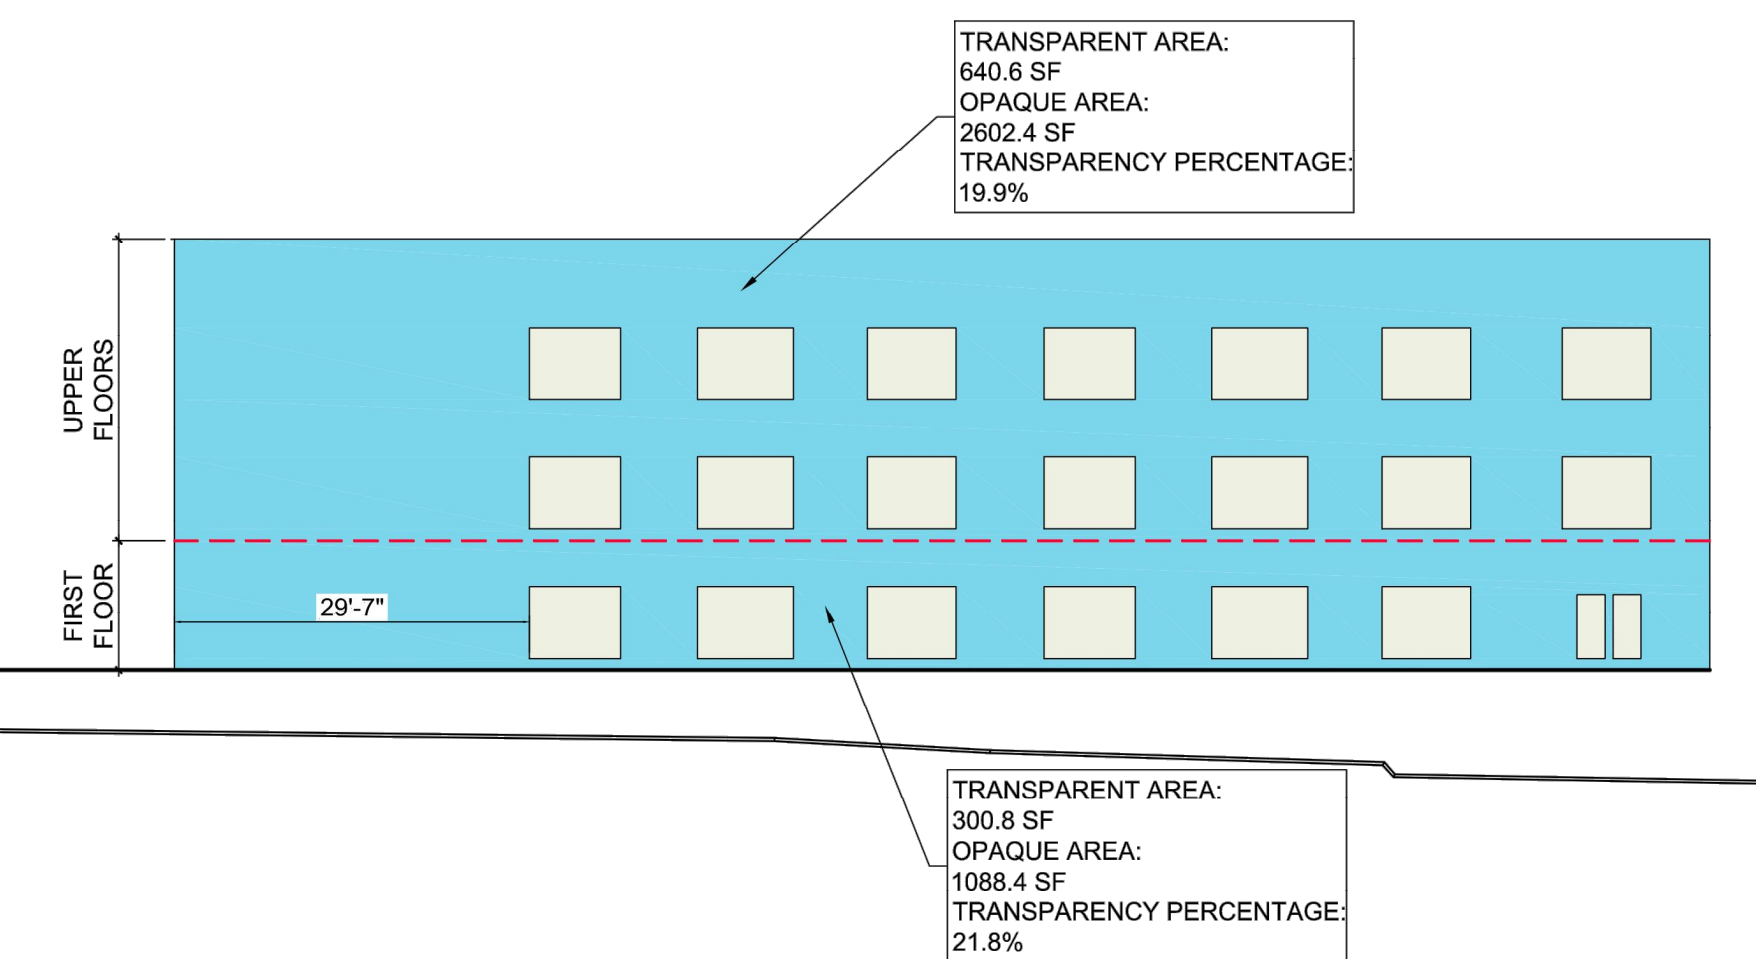 TRANSPARENT AREA:
640.6 SF
OPAQUE AREA:
2602.4 SF
TRANSPARENCY PERCENTAGE:
19.9%
UPPER
FLOORS
FIRST
FLOOR
29'-7"
TRANSPARENT AREA:
300.8 SF
OPAQUE AREA:
1088.4 SF
TRANSPARENCY PERCENTAGE:
21.8%